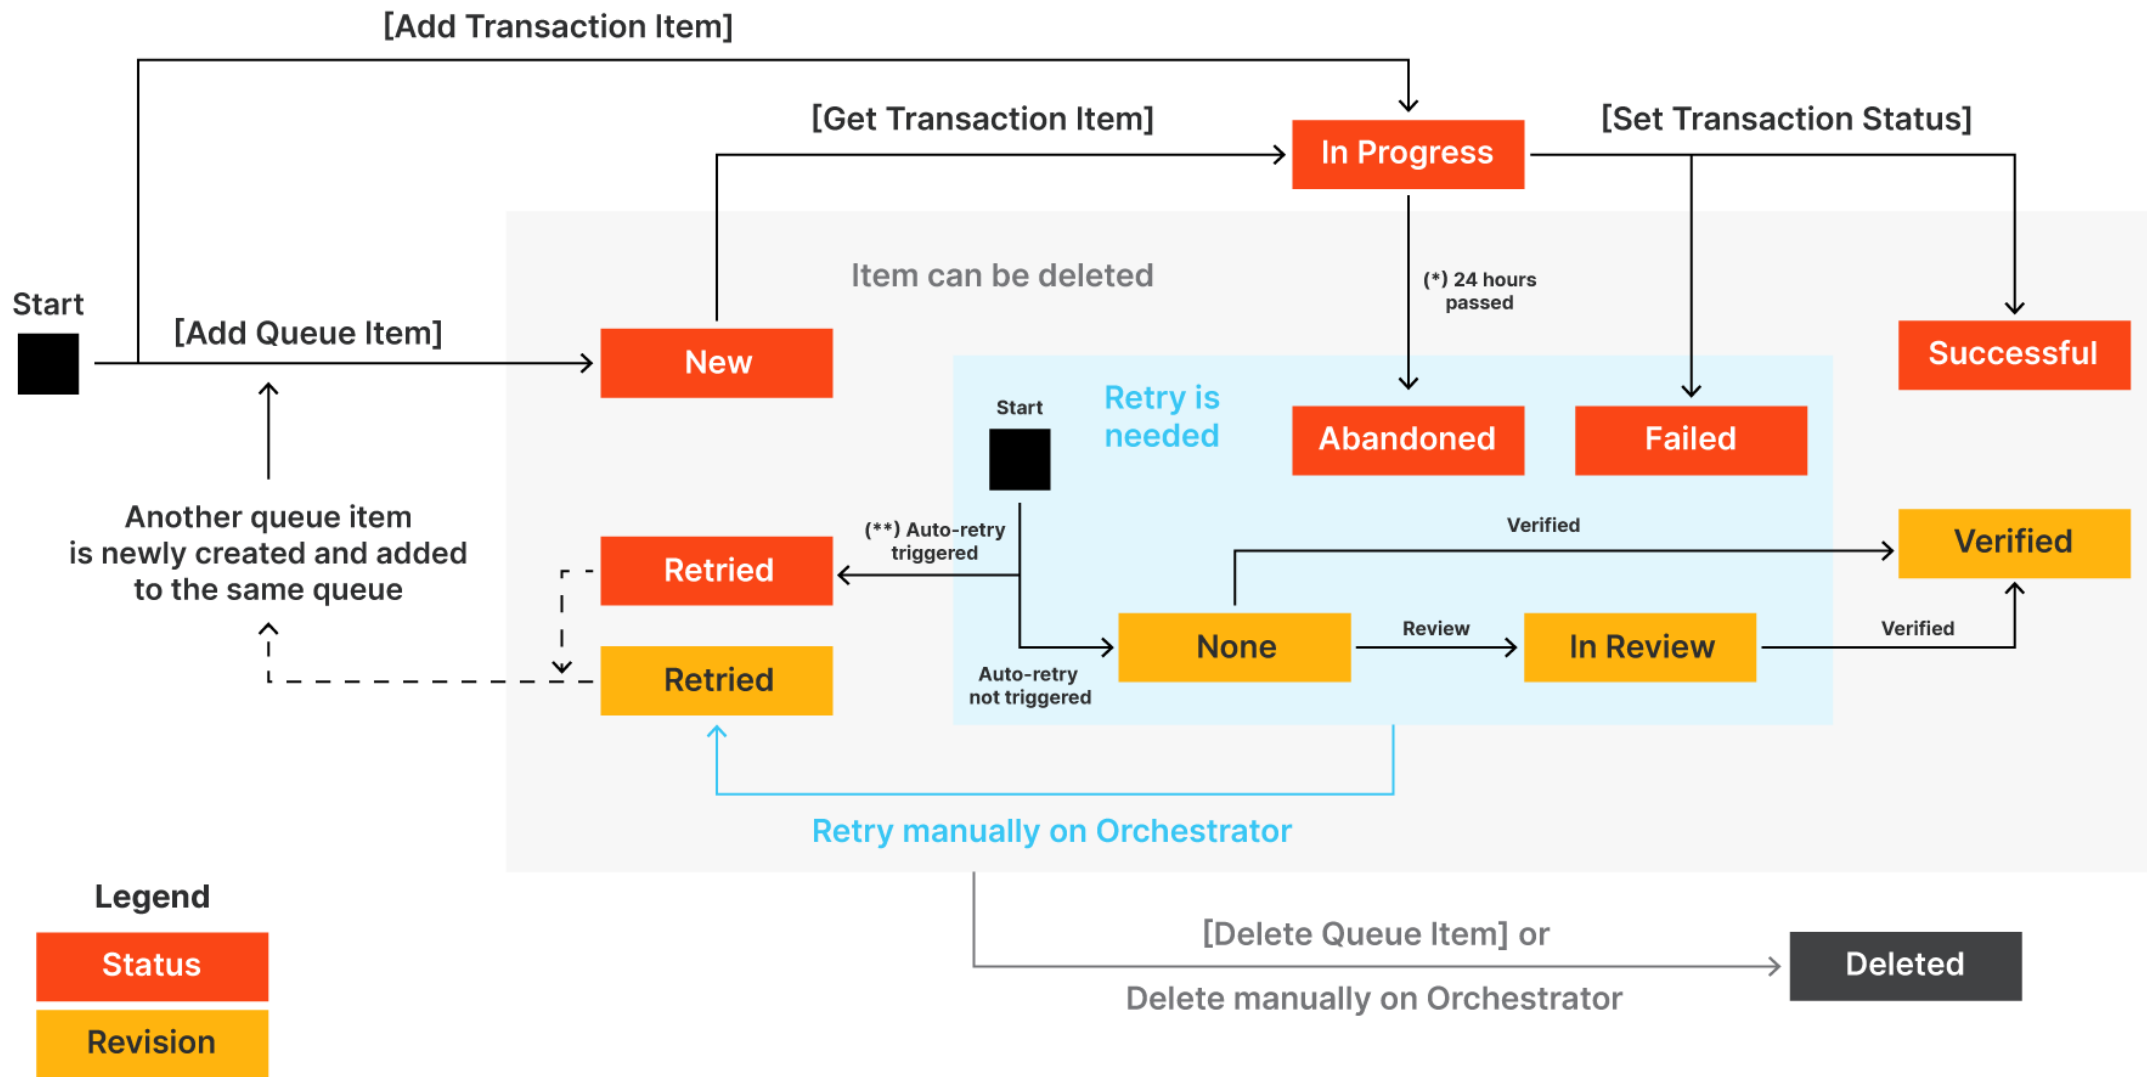 [Add Transaction Item]
[Get Transaction Item]
In Progress
[Set Transaction Status]
Item can be deleted
(*) 24 hours
passed
Start
[Add Queue Item]
New
Successful
Start
Retry is
needed
Abandoned
Failed
Another queue item
is newly created and added
to the same queue
(**) Auto-retry
triggered
Retried
Verified
Verified
Retried
Auto-retry
not triggered
None
Review
In Review
Verified
Retry manually on Orchestrator
Legend
Status
Revision
[Delete Queue Item] or
Delete manually on Orchestrator
Deleted